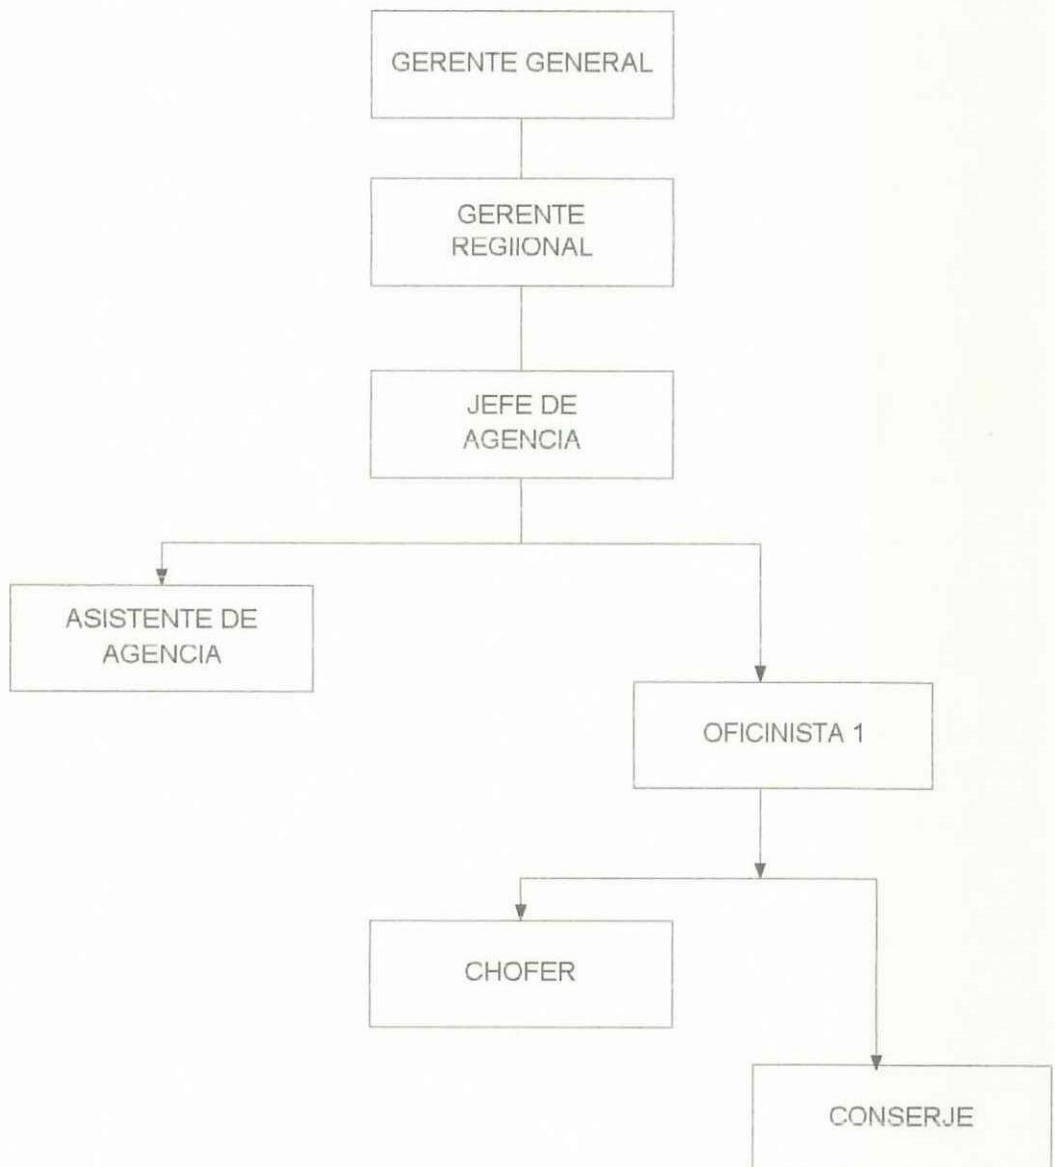 GERENTE GENERAL
GERENTE
REGIIONAL
JEFE DE
AGENCIA
ASISTENTE DE
AGENCIA
OFICINISTA 1
CHOFER
CONSERJE